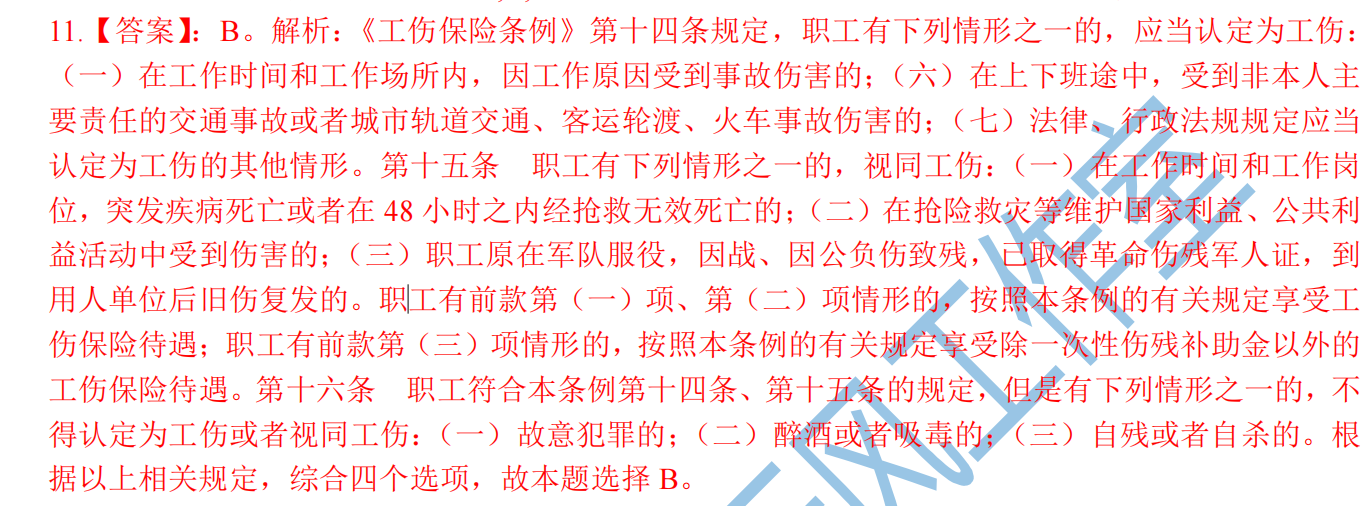 11.【答案】：B。解析：《工伤保险条例》第十四条规定，职工有下列情形之一的，应当认定为工伤：
（一）在工作时间和工作场所内，因工作原因受到事故伤害的；（六）在上下班途中，受到非本人主
要责任的交通事故或者城市轨道交通、客运轮渡、火车事故伤害的；（七）法律、行政法规规定应当
认定为工伤的其他情形。第十五条　职工有下列情形之一的，视同工伤：（一）在工作时间和工作岗
位，突发疾病死亡或者在 48 小时之内经抢救无效死亡的；（二）在抢险救灾等维护国家利益、公共利
益活动中受到伤害的；（三）职工原在军队服役，因战、因公负伤致残，已取得革命伤残军人证，到
用人单位后旧伤复发的。职工有前款第（一）项、第（二）项情形的，按照本条例的有关规定享受工
伤保险待遇；职工有前款第（三）项情形的，按照本条例的有关规定享受除一次性伤残补助金以外的
工伤保险待遇。第十六条　职工符合本条例第十四条、第十五条的规定，但是有下列情形之一的，不
得认定为工伤或者视同工伤：（一）故意犯罪的；（二）醉酒或者吸毒的；（三）自残或者自杀的。根
据以上相关规定，综合四个选项，故本题选择 B。
风工作室